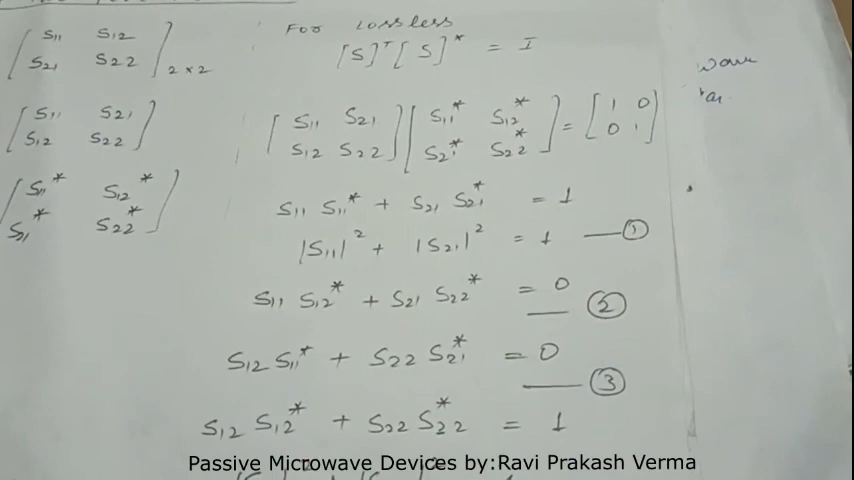 [S₁₁ S₁₂
S₂₁ S₂₂]₂ₓ₂
[S₁₁ S₂₁
S₁₂ S₂₂]
[S₁₁* S₁₂*
S₂₁* S₂₂*]
For lossless
[S]ᵀ[S]* = I
[S₁₁ S₂₁ [S₁₁* S₁₂* = [1 0
S₁₂ S₂₂] S₂₁* S₂₂*] 0 1]
S₁₁ S₁₁* + S₂₁ S₂₁* = 1
|S₁₁|² + |S₂₁|² = 1 —①
S₁₁ S₁₂* + S₂₁ S₂₂* = 0
— ②
S₁₂ S₁₁* + S₂₂ S₂₁* = 0
— ③
S₁₂ S₁₂* + S₂₂ S₂₂* = 1
Passive Microwave Devices by:Ravi Prakash Verma